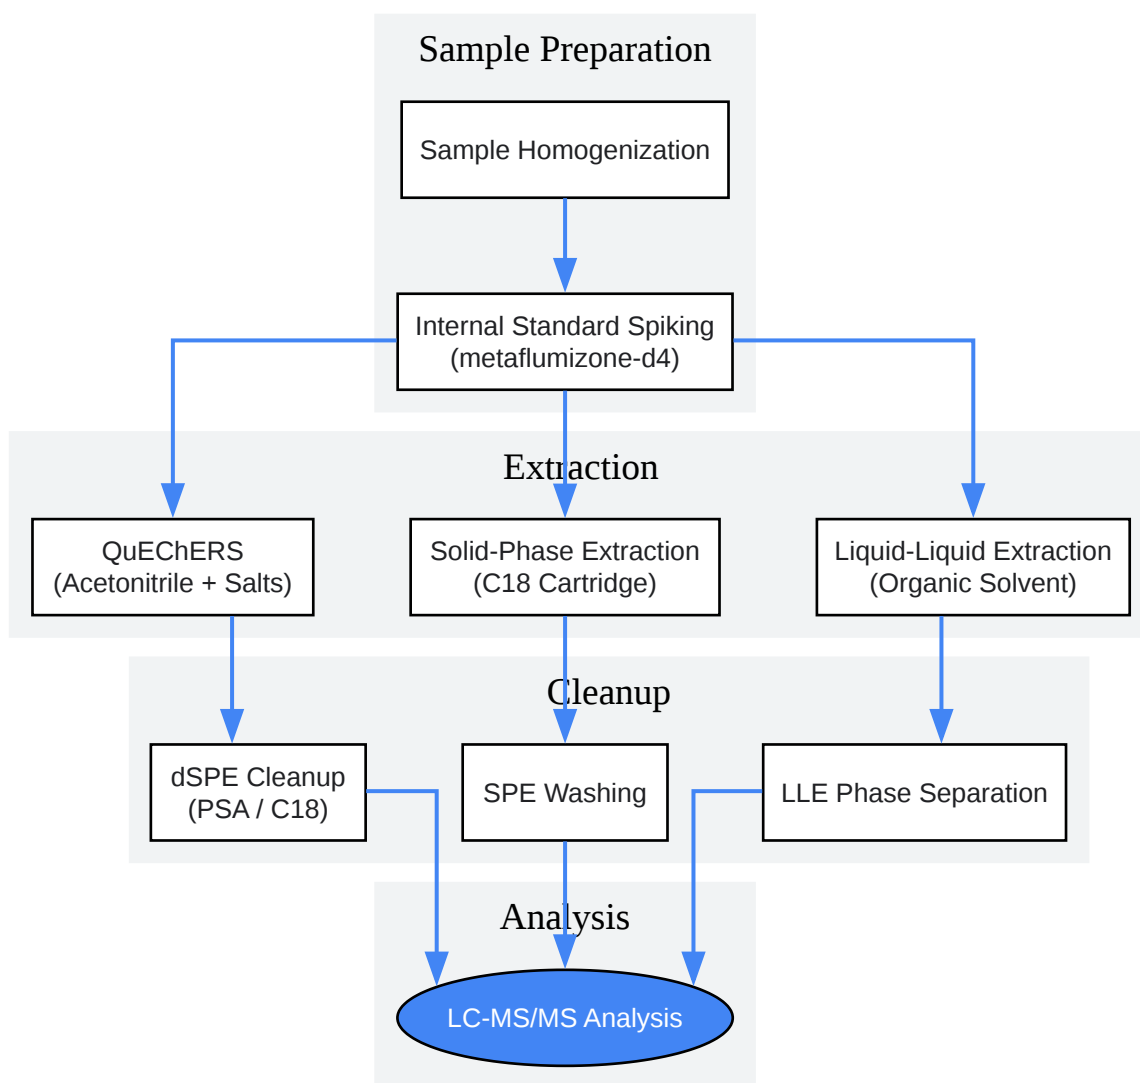 Sample Preparation
Sample Homogenization
Internal Standard Spiking
(metaflumizone-d4)
Extraction
QuEChERS
(Acetonitrile + Salts)
Solid-Phase Extraction
(C18 Cartridge)
Liquid-Liquid Extraction
(Organic Solvent)
Cleanup
dSPE Cleanup
(PSA / C18)
SPE Washing
LLE Phase Separation
Analysis
LC-MS/MS Analysis